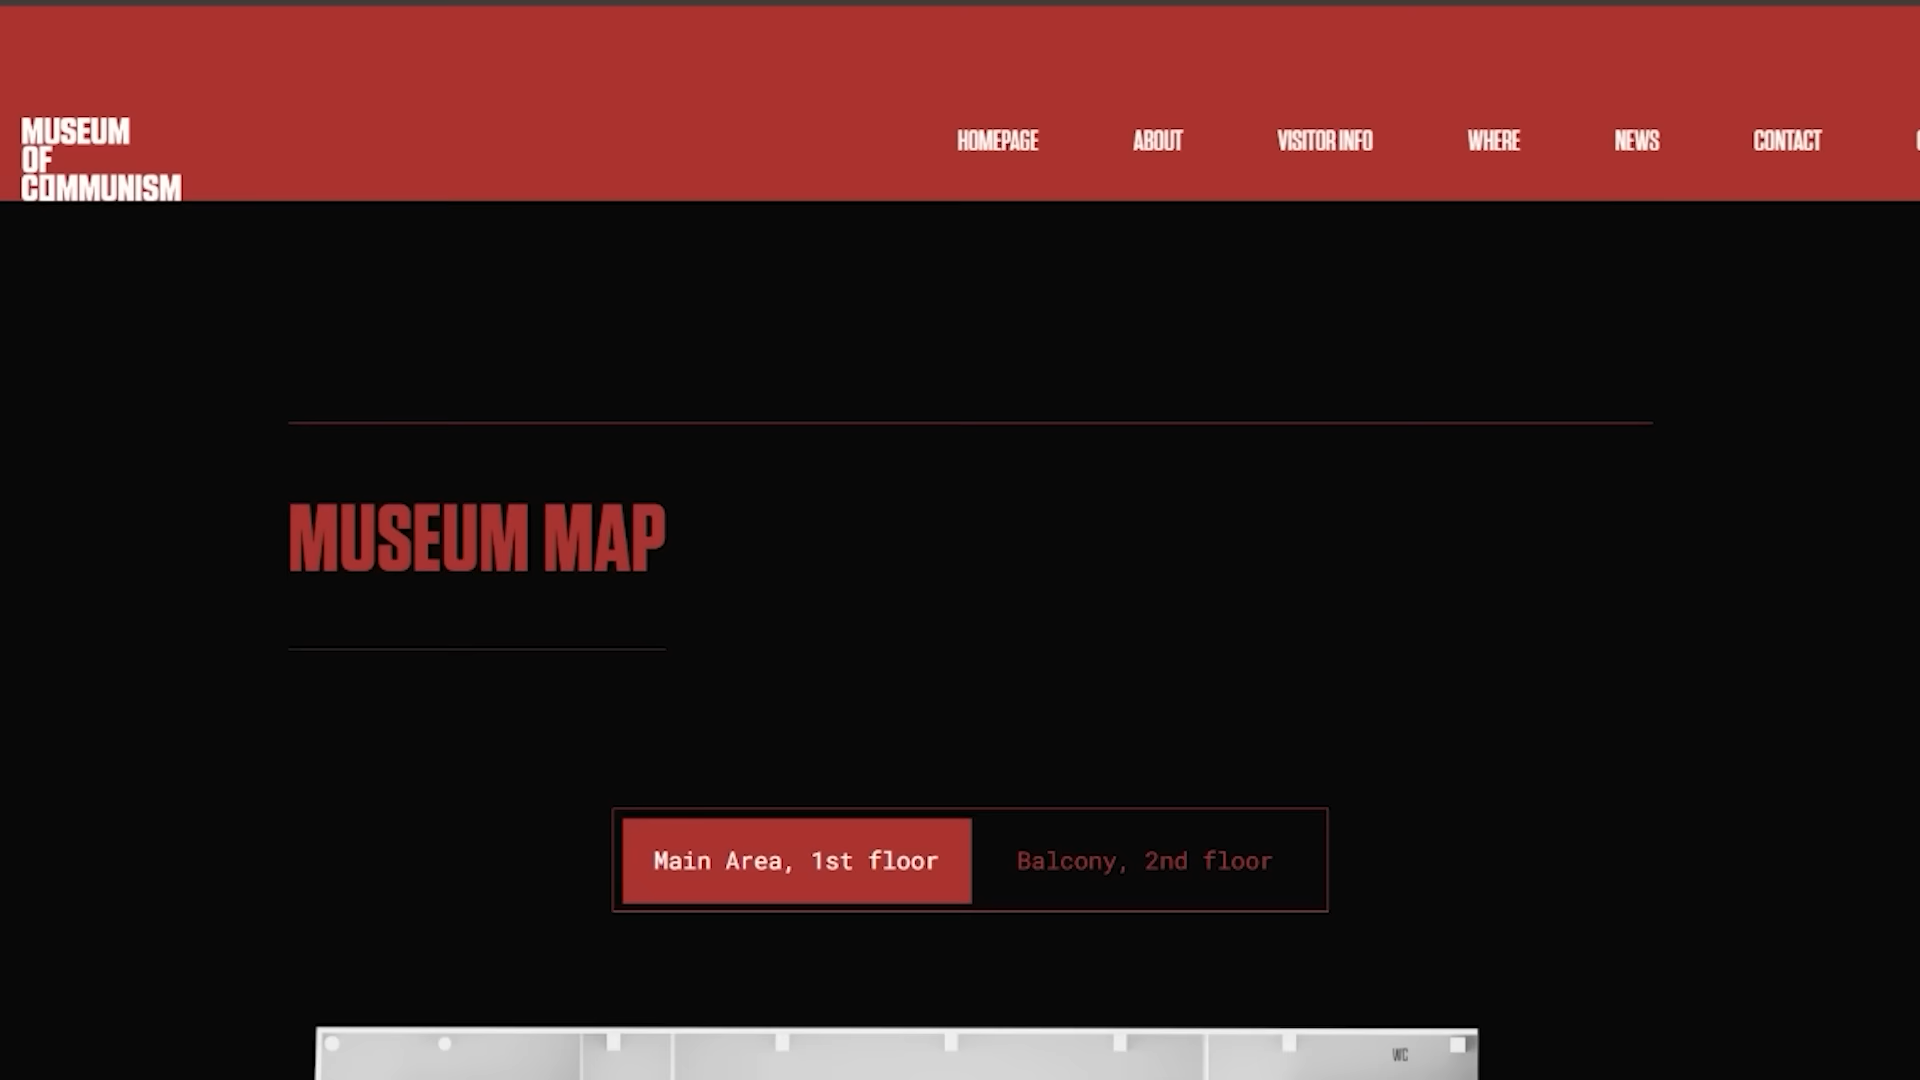 MUSEUM
OF
COMMUNISM
HOMEPAGE ABOUT VISITOR INFO WHERE NEWS CONTACT
MUSEUM MAP
Main Area, 1st floor Balcony, 2nd floor
WC